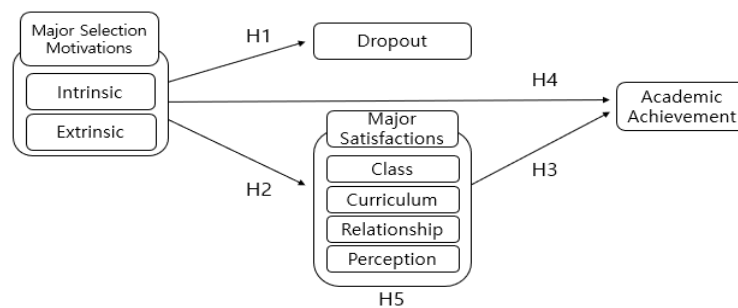 Major Selection
Motivations
Intrinsic
Extrinsic
H1
Dropout
H4
Academic
Achievement
H2
Major
Satisfactions
Class
Curriculum
Relationship
Perception
H3
H5